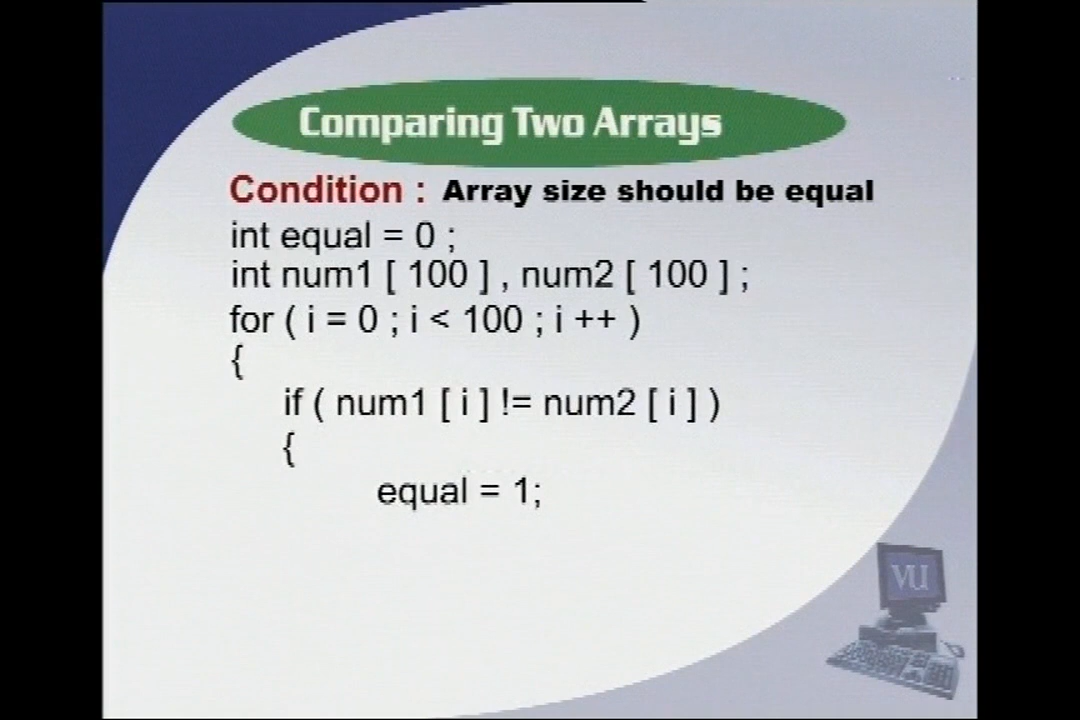 Comparing Two Arrays
Condition : Array size should be equal
int equal = 0 ;
int num1 [ 100 ] , num2 [ 100 ] ;
for ( i = 0 ; i < 100 ; i ++ )
{
if ( num1 [ i ] != num2 [ i ] )
{
equal = 1;
VU